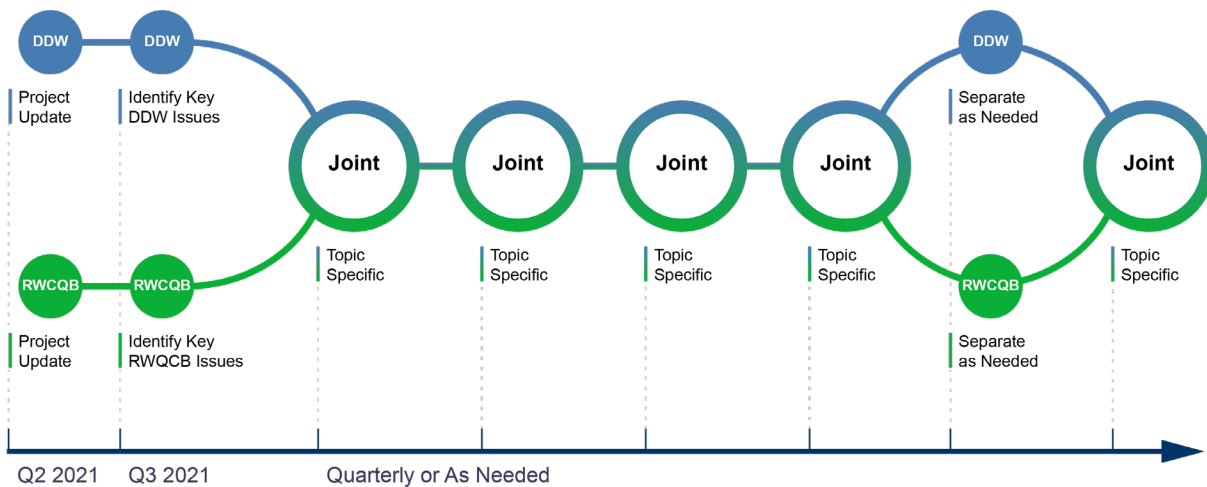 DDW
DDW
DDW
Project
Update
Identify Key
DDW Issues
Separate
as Needed
Joint
Joint
Joint
Joint
Joint
Topic
Specific
Topic
Specific
Topic
Specific
Topic
Specific
Topic
Specific
RWCQB
RWCQB
RWCQB
Project
Update
Identify Key
RWQCB Issues
Separate
as Needed
Q2 2021
Q3 2021
Quarterly or As Needed